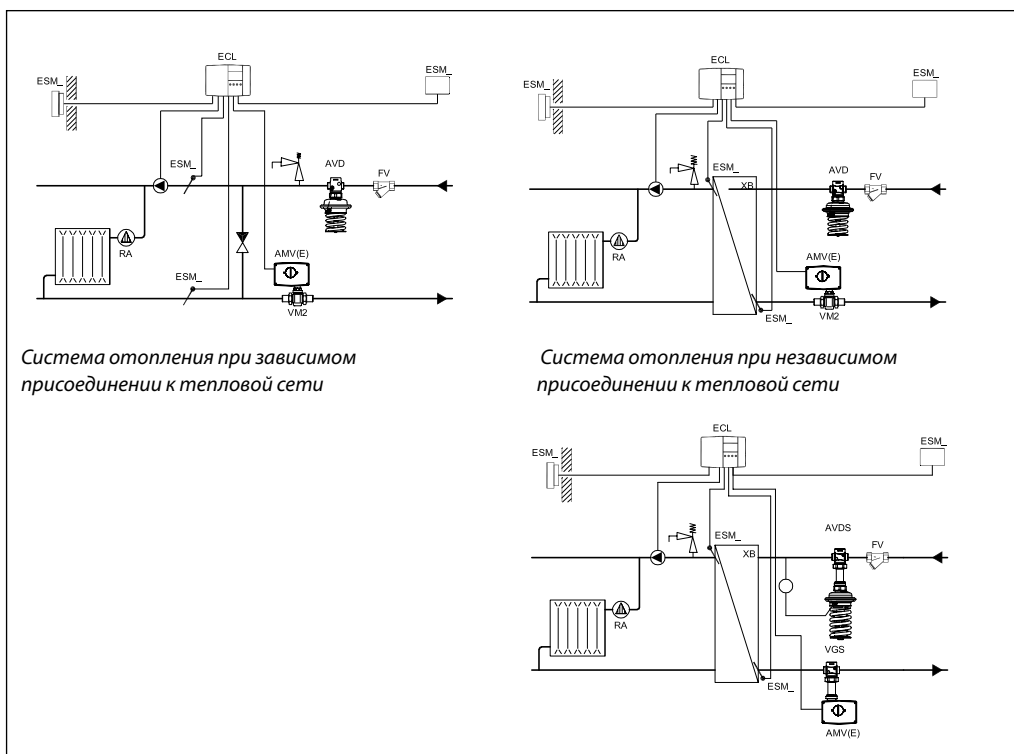 ECL
ESM_
ESM_
ESM_
AVD
FV
RA
AMV(E)
ESM_
VM2
Система отопления при зависимом
присоединении к тепловой сети
ECL
ESM_
ESM_
ESM_
AVD
FV
XB
RA
AMV(E)
ESM_
VM2
Система отопления при независимом
присоединении к тепловой сети
ECL
ESM_
ESM_
AVDS
ESM_
FV
XB
RA
VGS
ESM_
AMV(E)